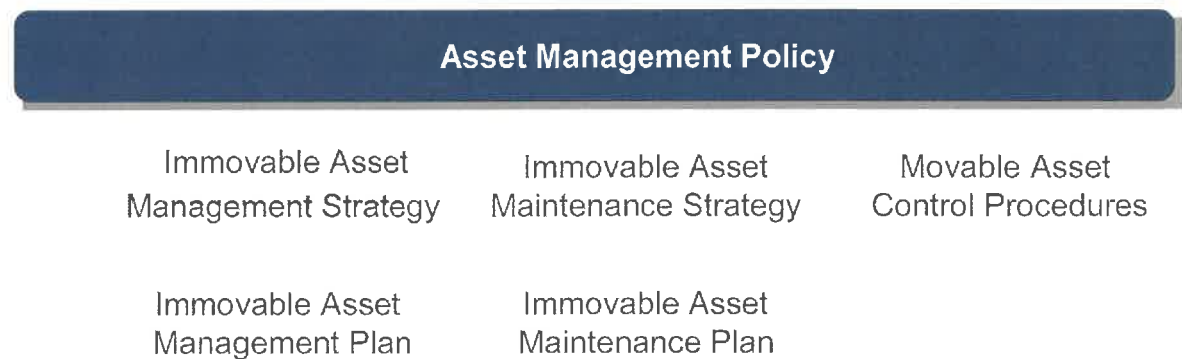 Asset Management Policy
Immovable Asset
Management Strategy
Immovable Asset
Maintenance Strategy
Movable Asset
Control Procedures
Immovable Asset
Management Plan
Immovable Asset
Maintenance Plan